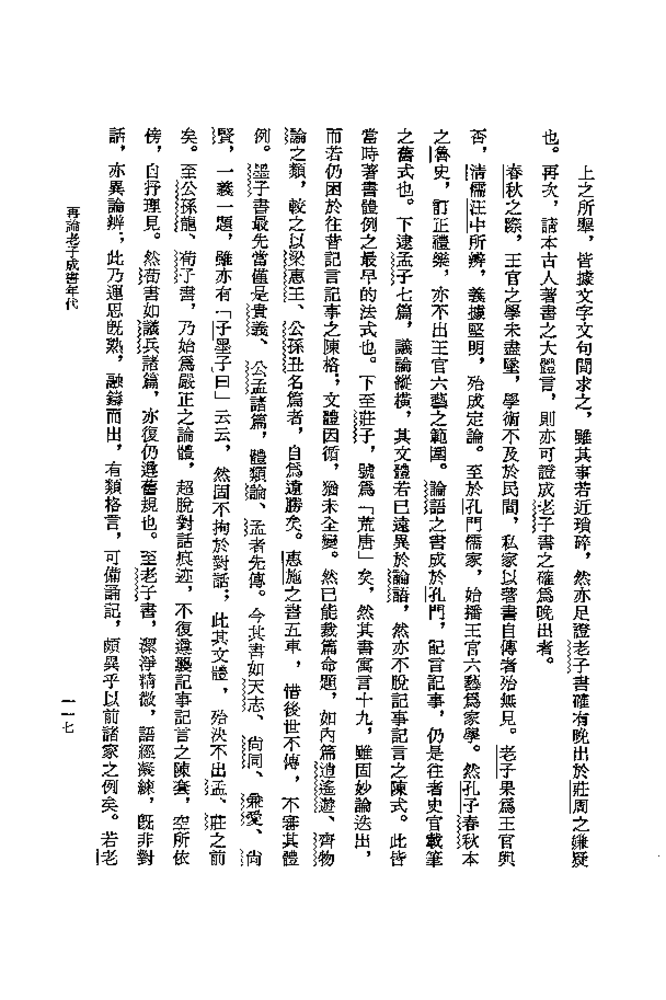 上之所舉，皆據文字文句間求之，雖其事若近瑣碎，然亦足證老子書確有晚出於莊周之嫌疑
也。再次，請本古人著書之大體言，則亦可證成老子書之確爲晚出者。
春秋之際，王官之學未盡墜，學術不及於民間，私家以著書自傳者殆無見。老子果爲王官與
否，清儒汪中所辨，義據堅明，殆成定論。至於孔門儒家，始播王官六藝爲家學。然孔子春秋本
之魯史，訂正禮樂，亦不出王官六藝之範圍。論語之書成於孔門，記言記事，仍是往者史官載筆
之舊式也。下逮孟子七篇，議論縱橫，其文體若已遠異於論語，然亦不脫記事記言之陳式。此皆
當時著書體例之最早的法式也。下至莊子，號爲「荒唐」矣，然其書寓言十九，雖固妙論迭出，
而若仍困於往昔記言記事之陳格，文體因循，猶未全變。然已能裁篇命題，如內篇逍遙遊、齊物
論之類，較之以梁惠王、公孫丑名篇者，自爲遠勝矣。惠施之書五車，惜後世不傳，不審其體
例。墨子書最先當僅是貴義、公孟諸篇，體類論、孟者先傳。今其書如天志、尙同、兼愛、尙
賢，一義一題，雖亦有「子墨子曰」云云，然固不拘於對話；此其文體，殆決不出孟、莊之前
矣。至公孫龍、荀子書，乃始爲嚴正之論體，超脫對話痕迹，不復遵襲記事記言之陳套，空所依
傍，自抒理見。然荀書如議兵諸篇，亦復仍遵舊規也。至老子書，潔淨精微，語經凝練，既非對
話，亦異論辨；此乃運思既熟，融鑄而出，有類格言，可備誦記，頗異乎以前諸家之例矣。若老
再論老子成書年代
一一七